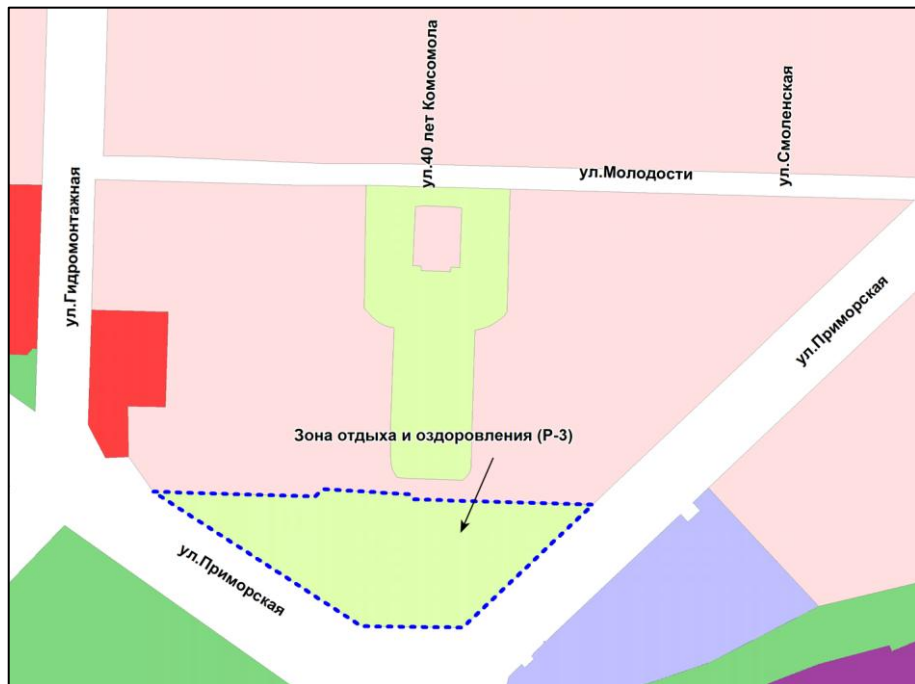 ул.40 лет Комсомола
ул.Смоленская
ул.Молодости
ул.Гидромонтажная
ул.Приморская
Зона отдыха и оздоровления (Р-3)
ул.Приморская